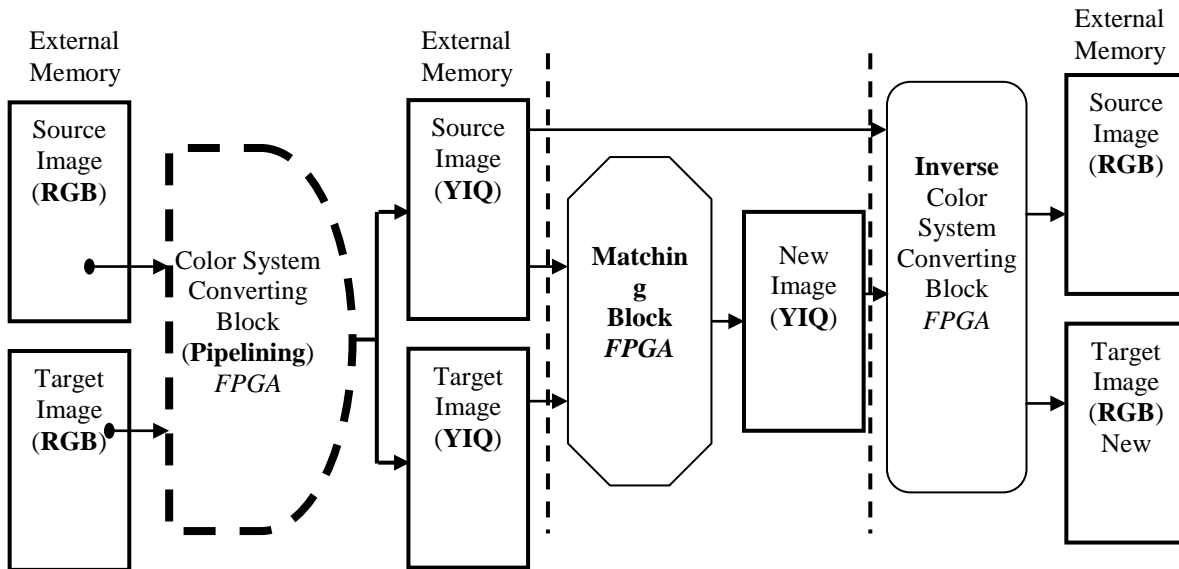 External
Memory
Source
Image
(RGB)
Target
Image
(RGB)
Color System
Converting
Block
(Pipelining)
FPGA
External
Memory
Source
Image
(YIQ)
Target
Image
(YIQ)
Matchin
g
Block
FPGA
New
Image
(YIQ)
Inverse
Color
System
Converting
Block
FPGA
External
Memory
Source
Image
(RGB)
Target
Image
(RGB)
New